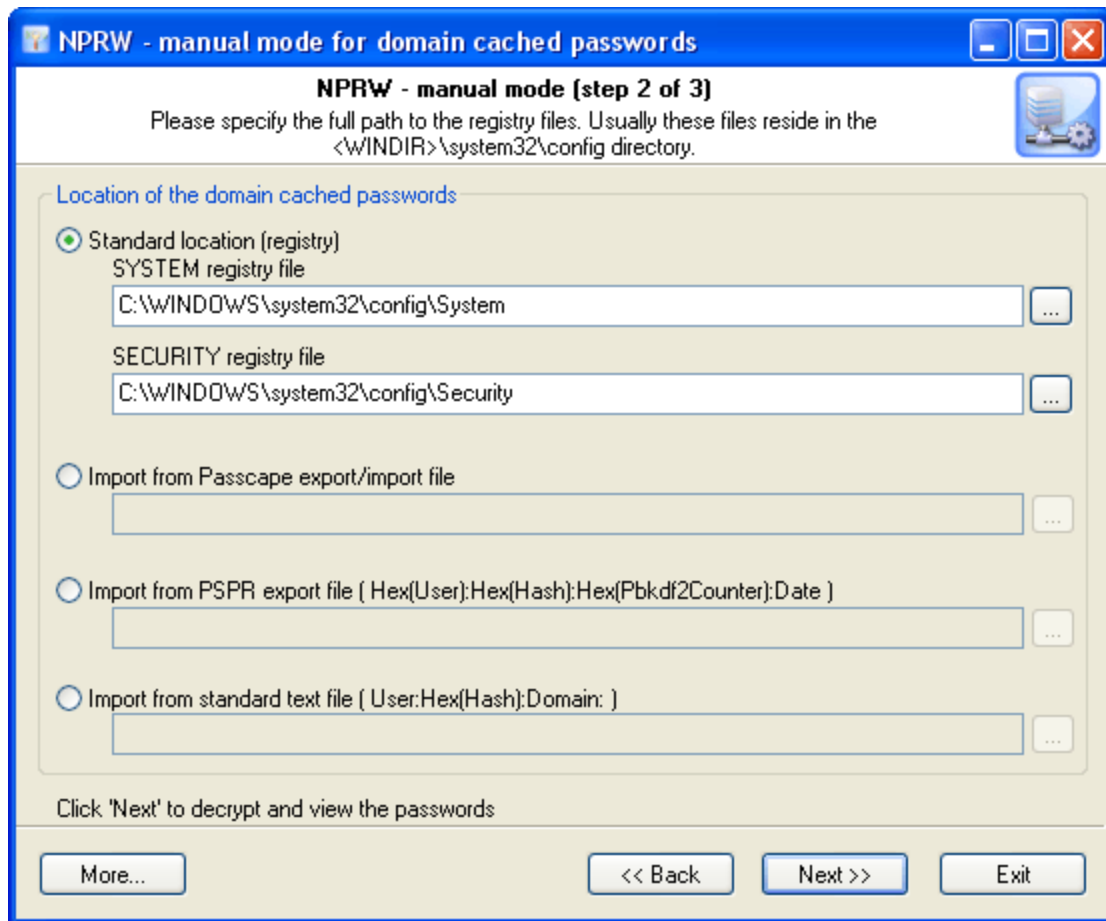 NPRW - manual mode for domain cached passwords
NPRW - manual mode (step 2 of 3)
Please specify the full path to the registry files. Usually these files reside in the
<WINDIR>\system32\config directory.
Location of the domain cached passwords
Standard location (registry)
SYSTEM registry file
C:\WINDOWS\system32\config\System
...
SECURITY registry file
C:\WINDOWS\system32\config\Security
...
Import from Passcape export/import file
...
Import from PSPR export file ( Hex(User):Hex(Hash):Hex(Pbkdf2Counter):Date )
...
Import from standard text file ( User:Hex(Hash):Domain: )
...
Click 'Next' to decrypt and view the passwords
More...
<< Back
Next >>
Exit